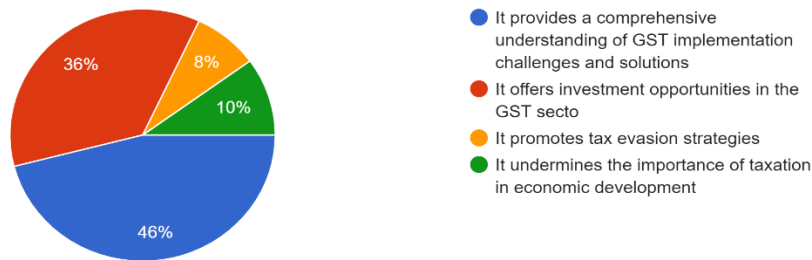 36%
8%
10%
46%
It provides a comprehensive
understanding of GST implementation
challenges and solutions
It offers investment opportunities in the
GST secto
It promotes tax evasion strategies
It undermines the importance of taxation
in economic development